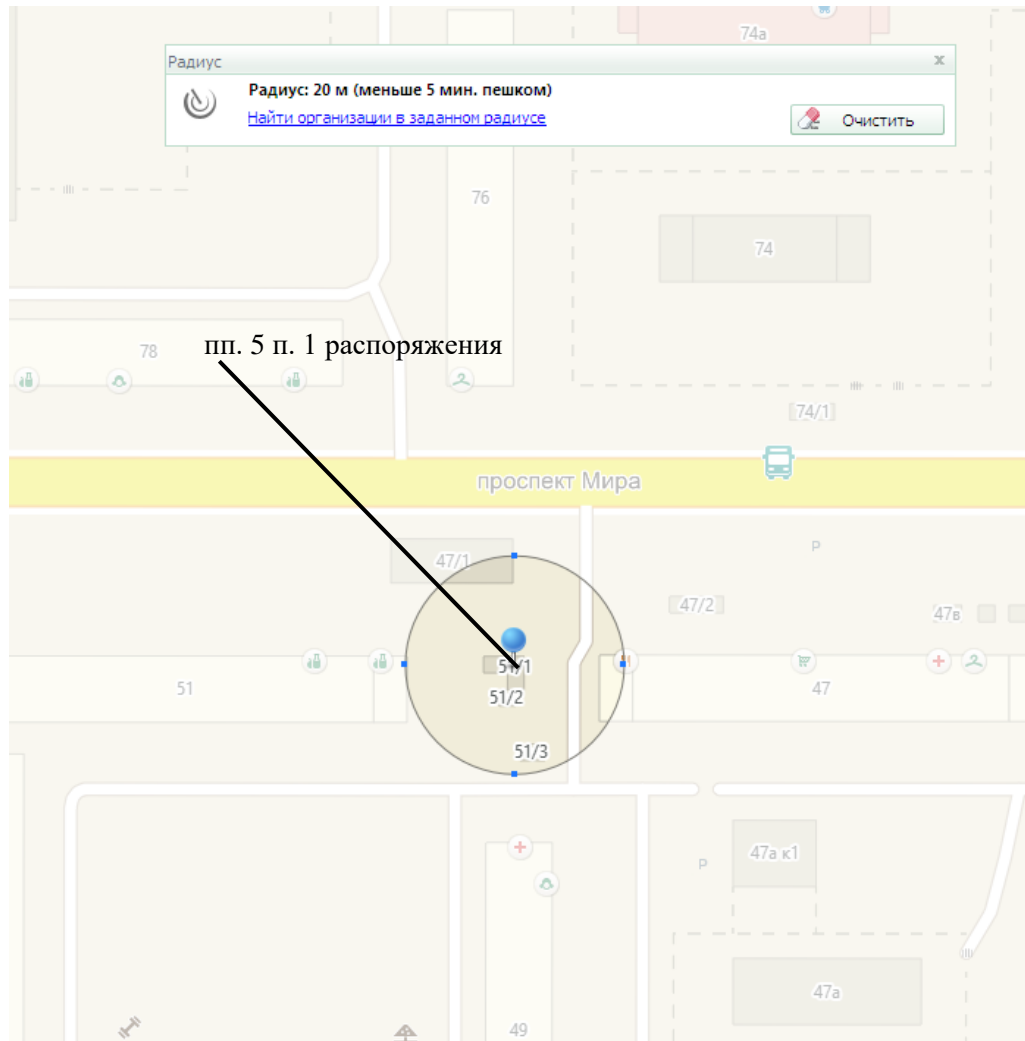 74а
Радиус
x
Радиус: 20 м (меньше 5 мин. пешком)
Найти организации в заданном радиусе
Очистить
76
74
78
пп. 5 п. 1 распоряжения
74/1
проспект Мира
47/1
P
47/2
47в
51
51/1
47
51/2
51/3
47а к1
P
47а
49